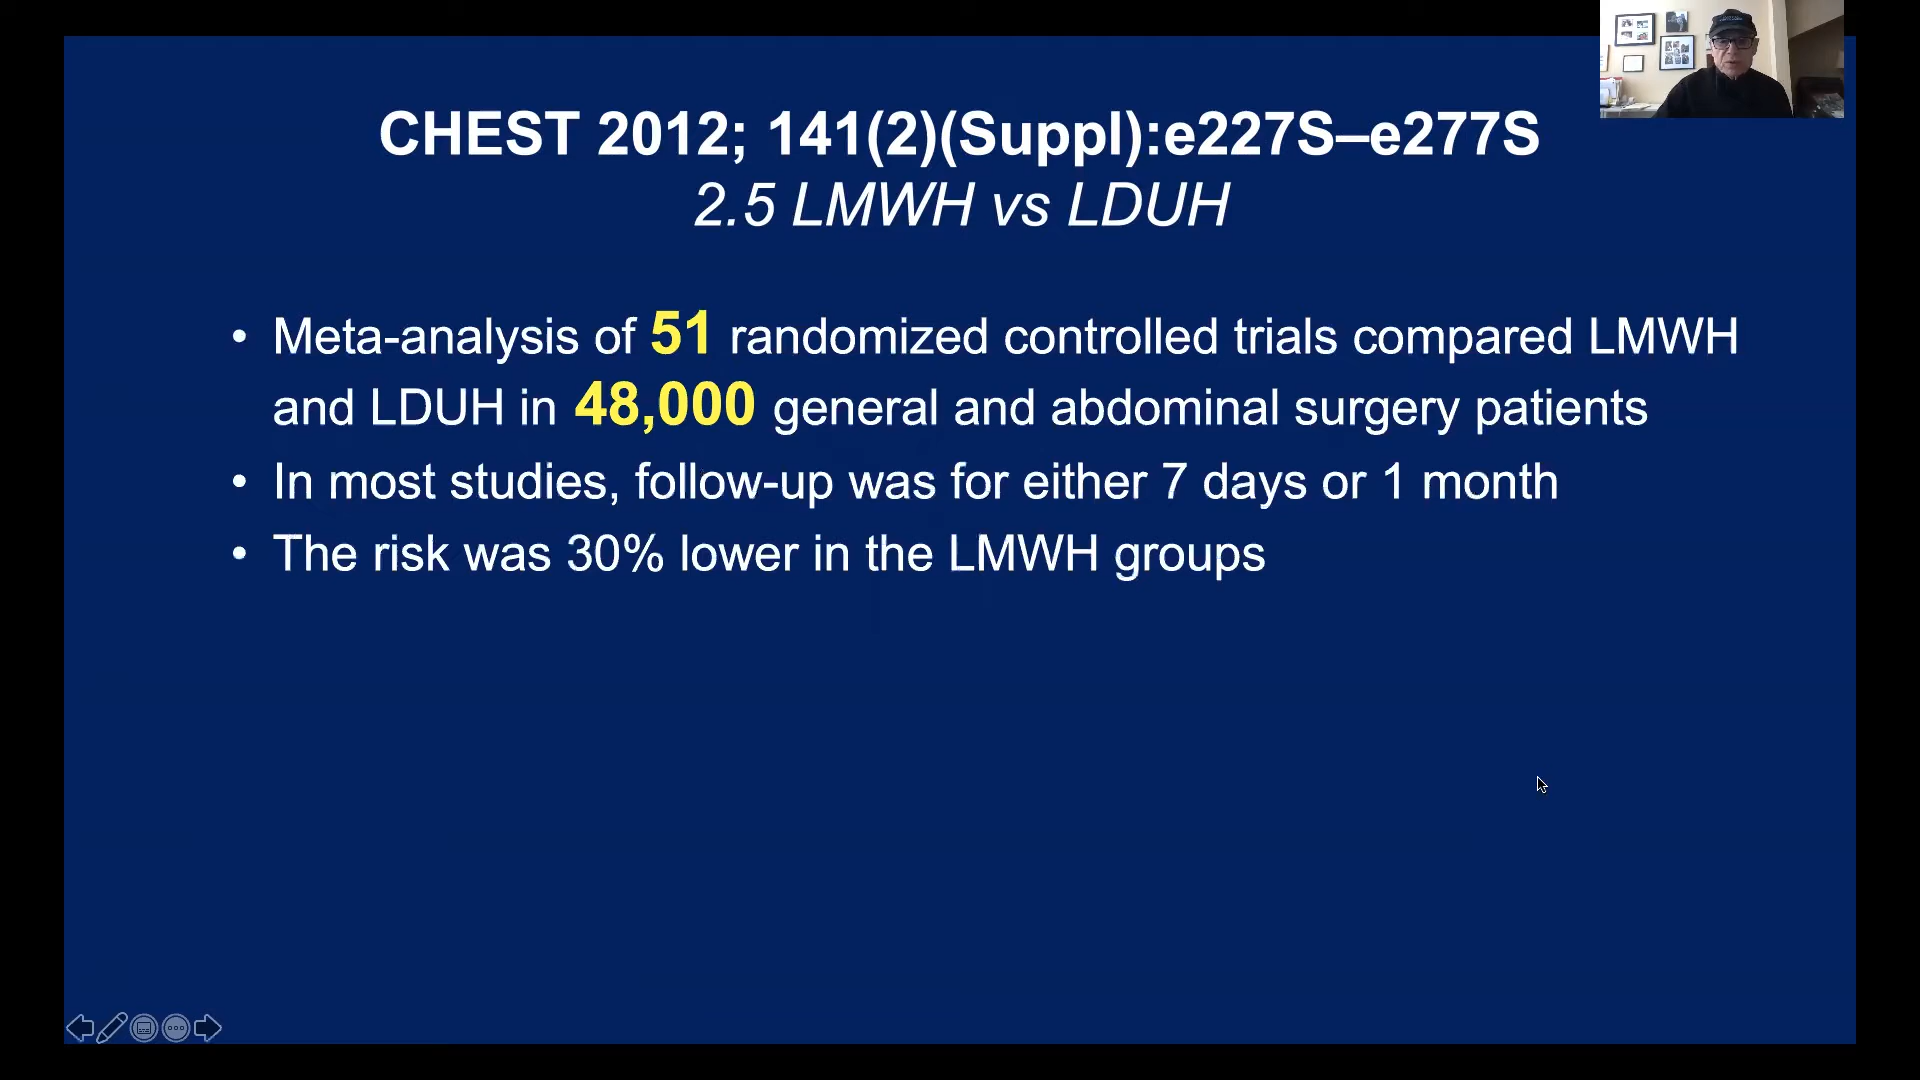 CHEST 2012; 141(2)(Suppl):e227S–e277S
2.5 LMWH vs LDUH
• Meta-analysis of 51 randomized controlled trials compared LMWH
and LDUH in 48,000 general and abdominal surgery patients
• In most studies, follow-up was for either 7 days or 1 month
• The risk was 30% lower in the LMWH groups